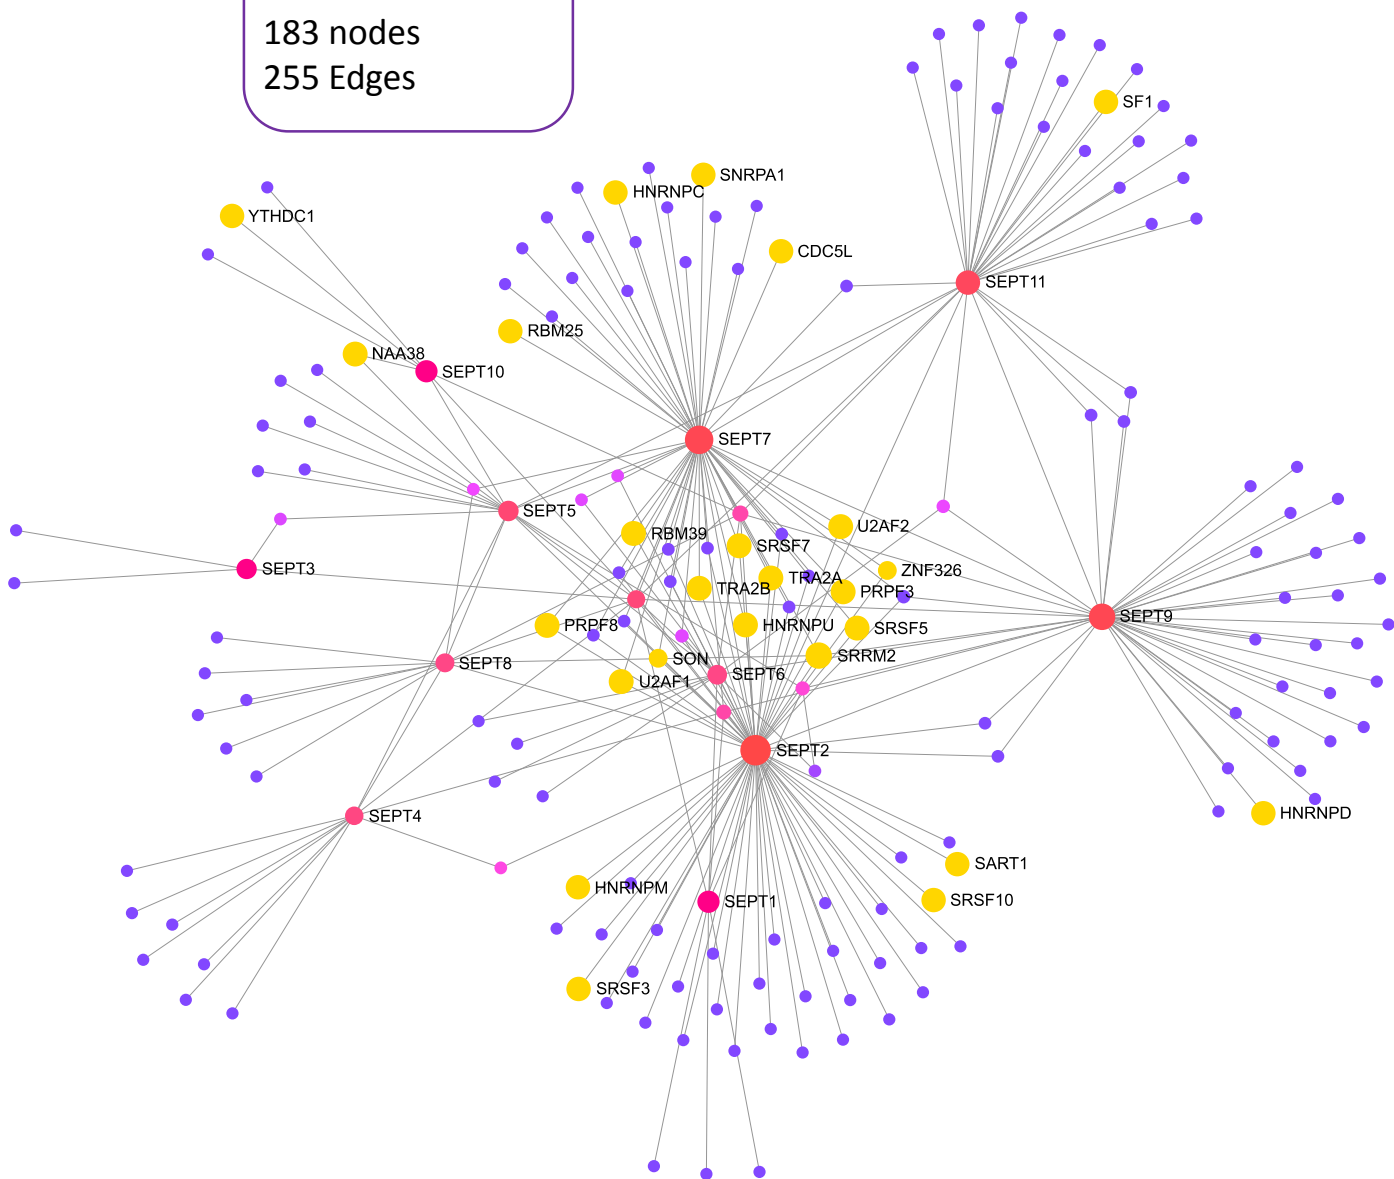 183 nodes
255 Edges
SF1
SNRPA1
HNRNPC
YTHDC1
CDC5L
SEPT11
RBM25
NAA38
SEPT10
SEPT7
SEPT5
U2AF2
RBM39
SRSF7
SEPT3
ZNF326
TRA2A
TRA2B
PRPF3
SEPT9
PRPF8
HNRNPU
SRSF5
SON
SRRM2
SEPT8
SEPT6
U2AF1
SEPT2
SEPT4
HNRNPD
SART1
HNRNPM
SEPT1
SRSF10
SRSF3